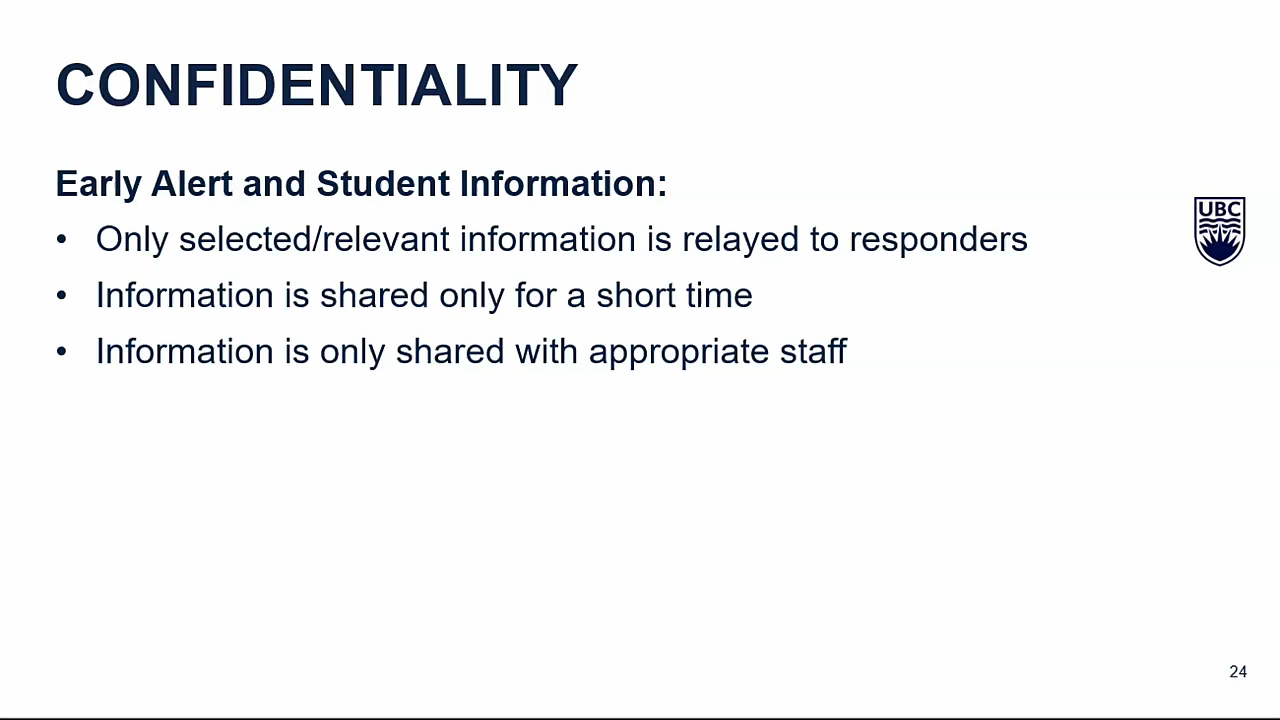 CONFIDENTIALITY
Early Alert and Student Information:
• Only selected/relevant information is relayed to responders
• Information is shared only for a short time
• Information is only shared with appropriate staff
UBC
24